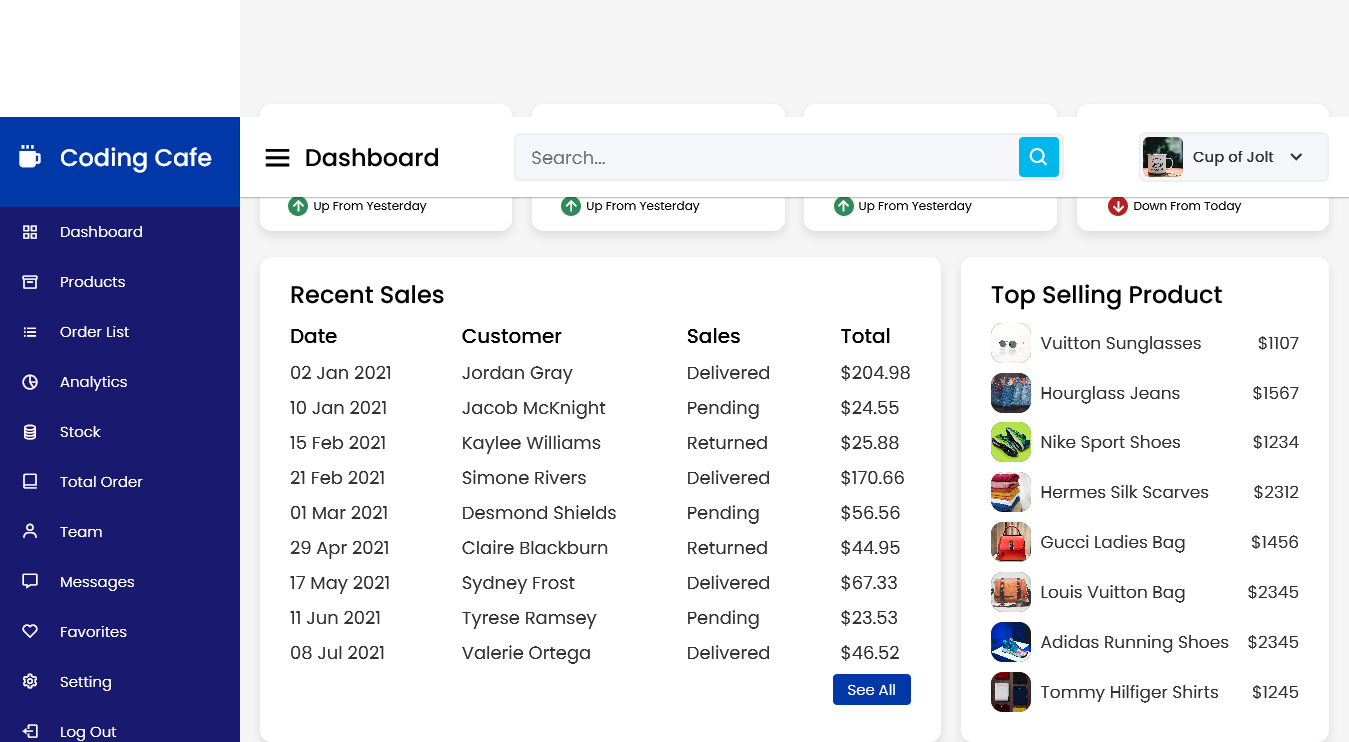 Coding Cafe
Dashboard
Search...
Cup of Jolt
Dashboard
Products
Order List
Analytics
Stock
Total Order
Team
Messages
Favorites
Setting
Log Out
Up From Yesterday
Up From Yesterday
Up From Yesterday
Down From Today
Recent Sales
Date Customer Sales Total
02 Jan 2021 Jordan Gray Delivered $204.98
10 Jan 2021 Jacob McKnight Pending $24.55
15 Feb 2021 Kaylee Williams Returned $25.88
21 Feb 2021 Simone Rivers Delivered $170.66
01 Mar 2021 Desmond Shields Pending $56.56
29 Apr 2021 Claire Blackburn Returned $44.95
17 May 2021 Sydney Frost Delivered $67.33
11 Jun 2021 Tyrese Ramsey Pending $23.53
08 Jul 2021 Valerie Ortega Delivered $46.52
See All
Top Selling Product
Vuitton Sunglasses $1107
Hourglass Jeans $1567
Nike Sport Shoes $1234
Hermes Silk Scarves $2312
Gucci Ladies Bag $1456
Louis Vuitton Bag $2345
Adidas Running Shoes $2345
Tommy Hilfiger Shirts $1245